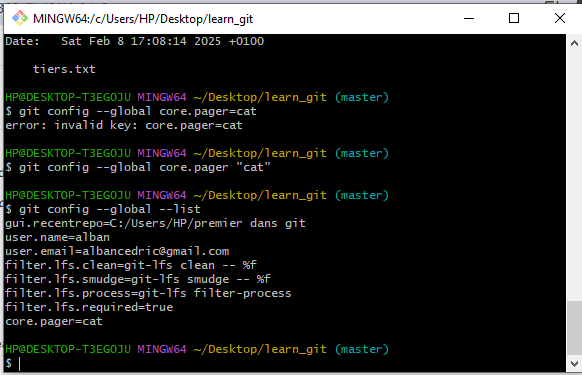 MINGW64:/c/Users/HP/Desktop/learn_git
Date:   Sat Feb 8 17:08:14 2025 +0100
    tiers.txt
HP@DESKTOP-T3EGOJU MINGW64 ~/Desktop/learn_git (master)
$ git config --global core.pager=cat
error: invalid key: core.pager=cat
HP@DESKTOP-T3EGOJU MINGW64 ~/Desktop/learn_git (master)
$ git config --global core.pager "cat"
HP@DESKTOP-T3EGOJU MINGW64 ~/Desktop/learn_git (master)
$ git config --global --list
gui.recentrepo=C:/Users/HP/premier dans git
user.name=alban
user.email=albancedric@gmail.com
filter.lfs.clean=git-lfs clean -- %f
filter.lfs.smudge=git-lfs smudge -- %f
filter.lfs.process=git-lfs filter-process
filter.lfs.required=true
core.pager=cat
HP@DESKTOP-T3EGOJU MINGW64 ~/Desktop/learn_git (master)
$